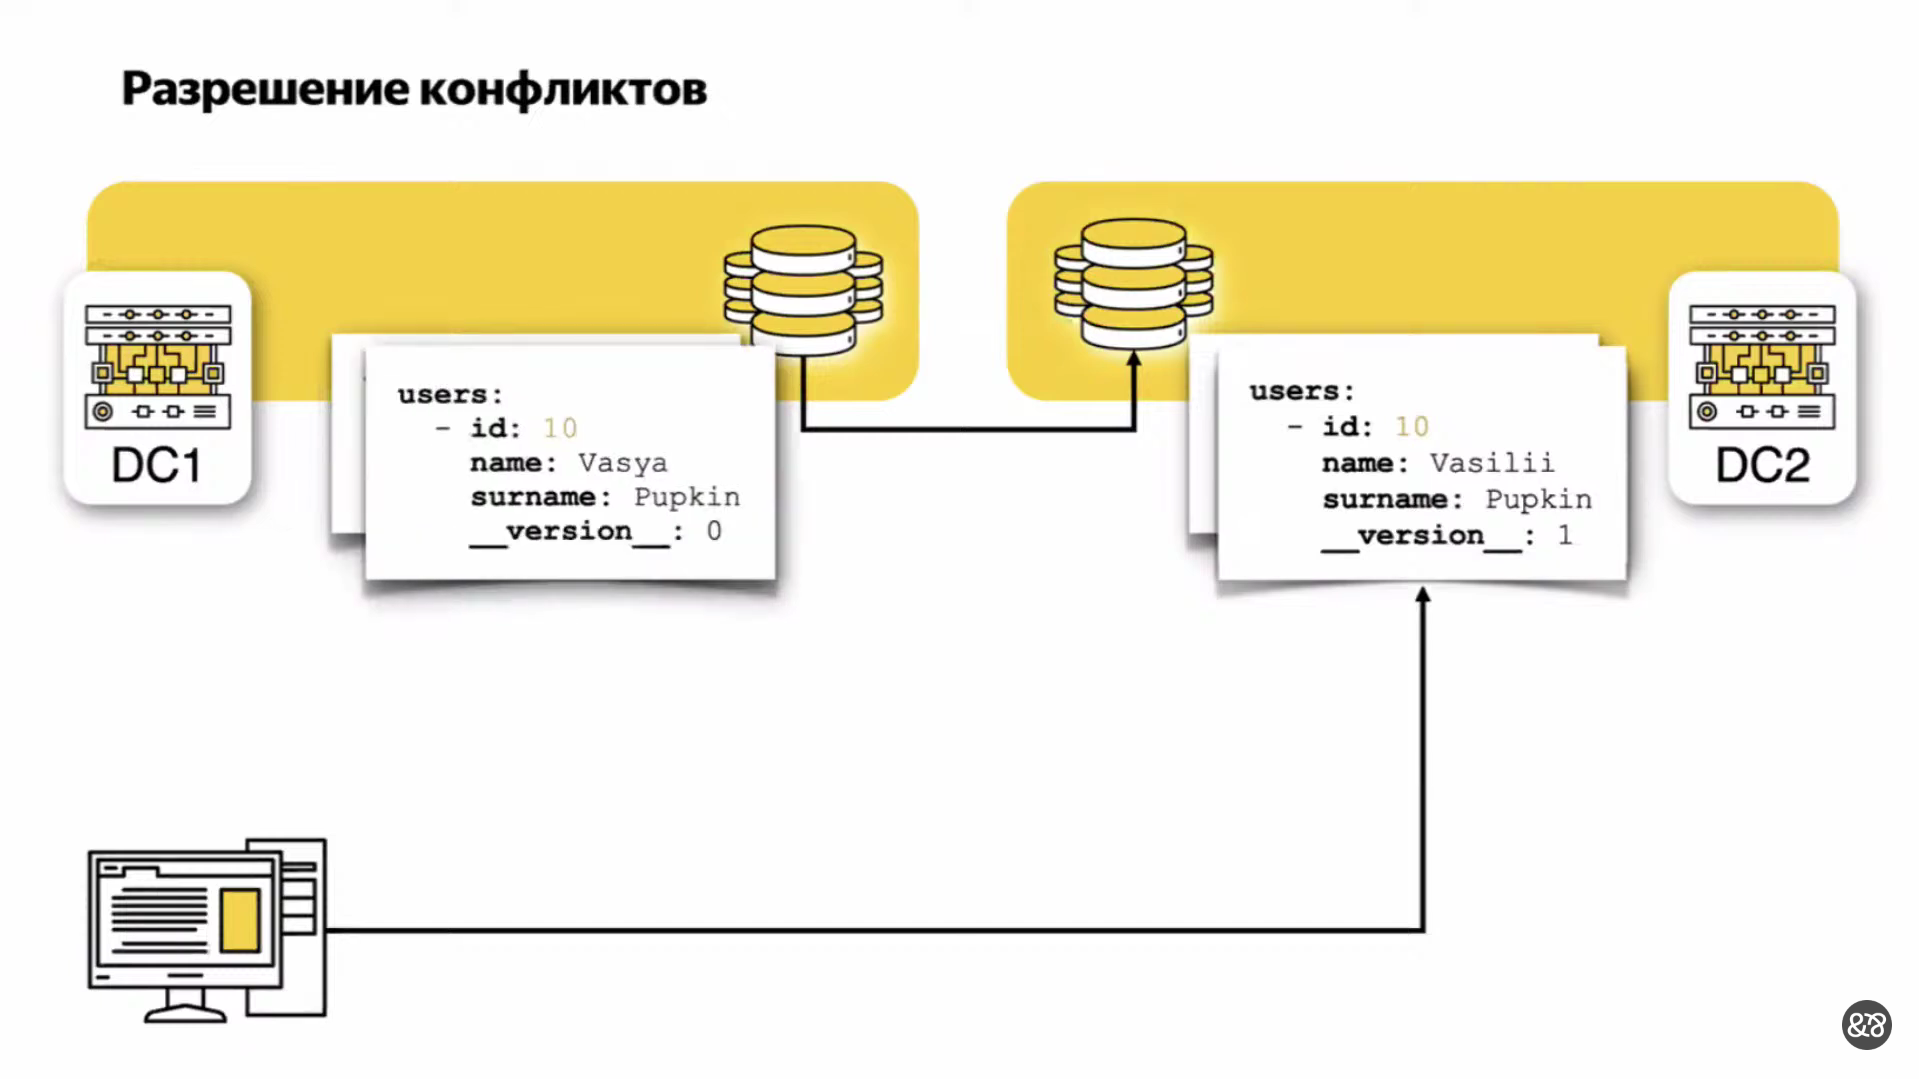 Разрешение конфликтов
DC1
users:
- id: 10
name: Vasya
surname: Pupkin
__version__: 0
users:
- id: 10
name: Vasilii
surname: Pupkin
__version__: 1
DC2